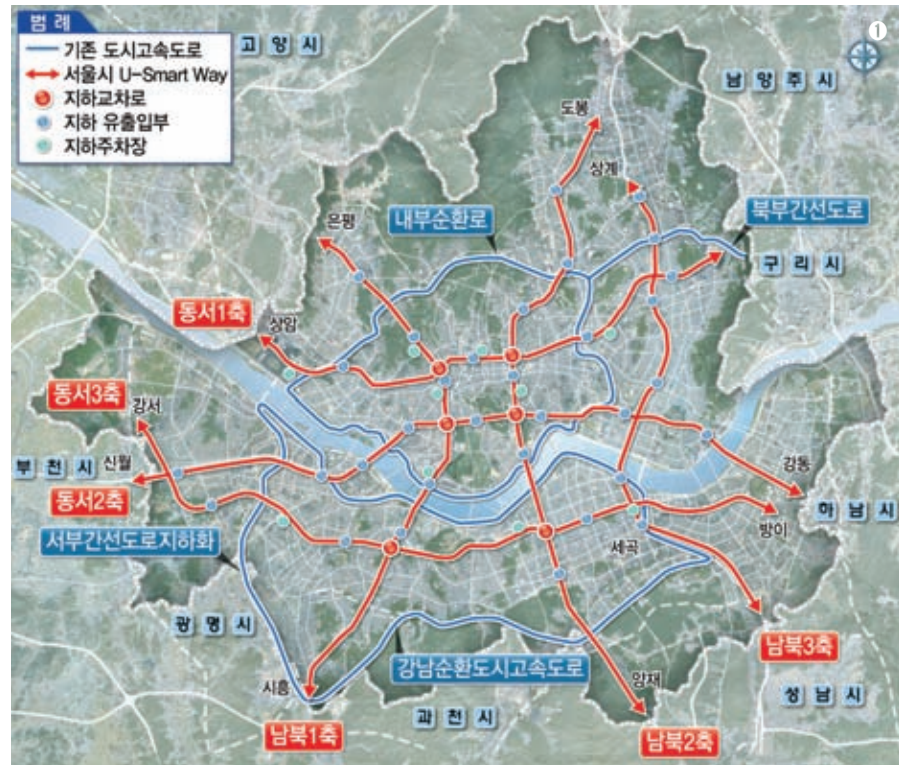 범례
기존 도시고속도로
서울시 U-Smart Way
지하교차로
지하 유출입부
지하주차장
고양시
①
남양주시
도봉
상계
은평
내부순환로
북부간선도로
구리시
동서1축
상암
동서3축
강서
부천시
신월
동서2축
강동
하남시
방이
서부간선도로지하화
세곡
광명시
남북3축
강남순환도시고속도로
시흥
양재
성남시
남북1축
과천시
남북2축